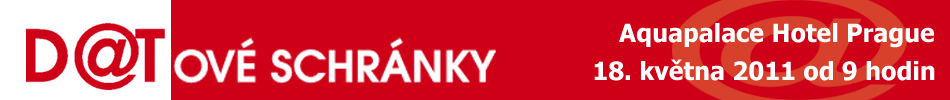 D@TOVÉ SCHRÁNKY
Aquapalace Hotel Prague
18. května 2011 od 9 hodin